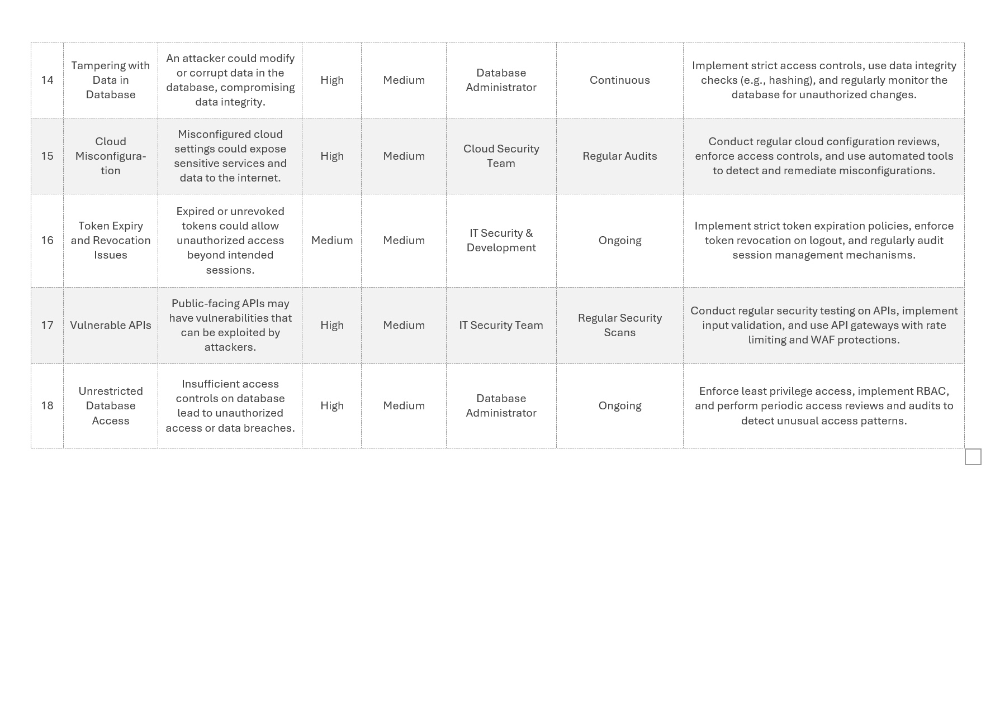 14
Tampering with
Data in
Database
An attacker could modify
or corrupt data in the
database, compromising
data integrity.
High
Medium
Database
Administrator
Continuous
Implement strict access controls, use data integrity
checks (e.g., hashing), and regularly monitor the
database for unauthorized changes.
15
Cloud
Misconfigura-
tion
Misconfigured cloud
settings could expose
sensitive services and
data to the internet.
High
Medium
Cloud Security
Team
Regular Audits
Conduct regular cloud configuration reviews,
enforce access controls, and use automated tools
to detect and remediate misconfigurations.
16
Token Expiry
and Revocation
Issues
Expired or unrevoked
tokens could allow
unauthorized access
beyond intended
sessions.
Medium
Medium
IT Security &
Development
Ongoing
Implement strict token expiration policies, enforce
token revocation on logout, and regularly audit
session management mechanisms.
17
Vulnerable APIs
Public-facing APIs may
have vulnerabilities that
can be exploited by
attackers.
High
Medium
IT Security Team
Regular Security
Scans
Conduct regular security testing on APIs, implement
input validation, and use API gateways with rate
limiting and WAF protections.
18
Unrestricted
Database
Access
Insufficient access
controls on database
lead to unauthorized
access or data breaches.
High
Medium
Database
Administrator
Ongoing
Enforce least privilege access, implement RBAC,
and perform periodic access reviews and audits to
detect unusual access patterns.